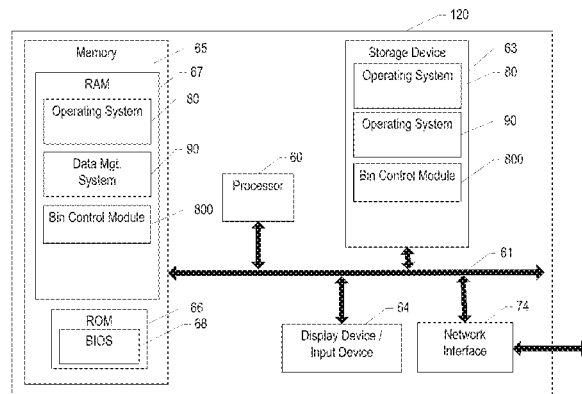 120
Memory
65
RAM
67
Operating System
80
Data Mgt.
System
90
Bin Control Module
800
ROM
66
BIOS
68
Processor
60
Storage Device
63
Operating System
80
Operating System
90
Bin Control Module
800
61
Display Device /
Input Device
64
Network
Interface
74